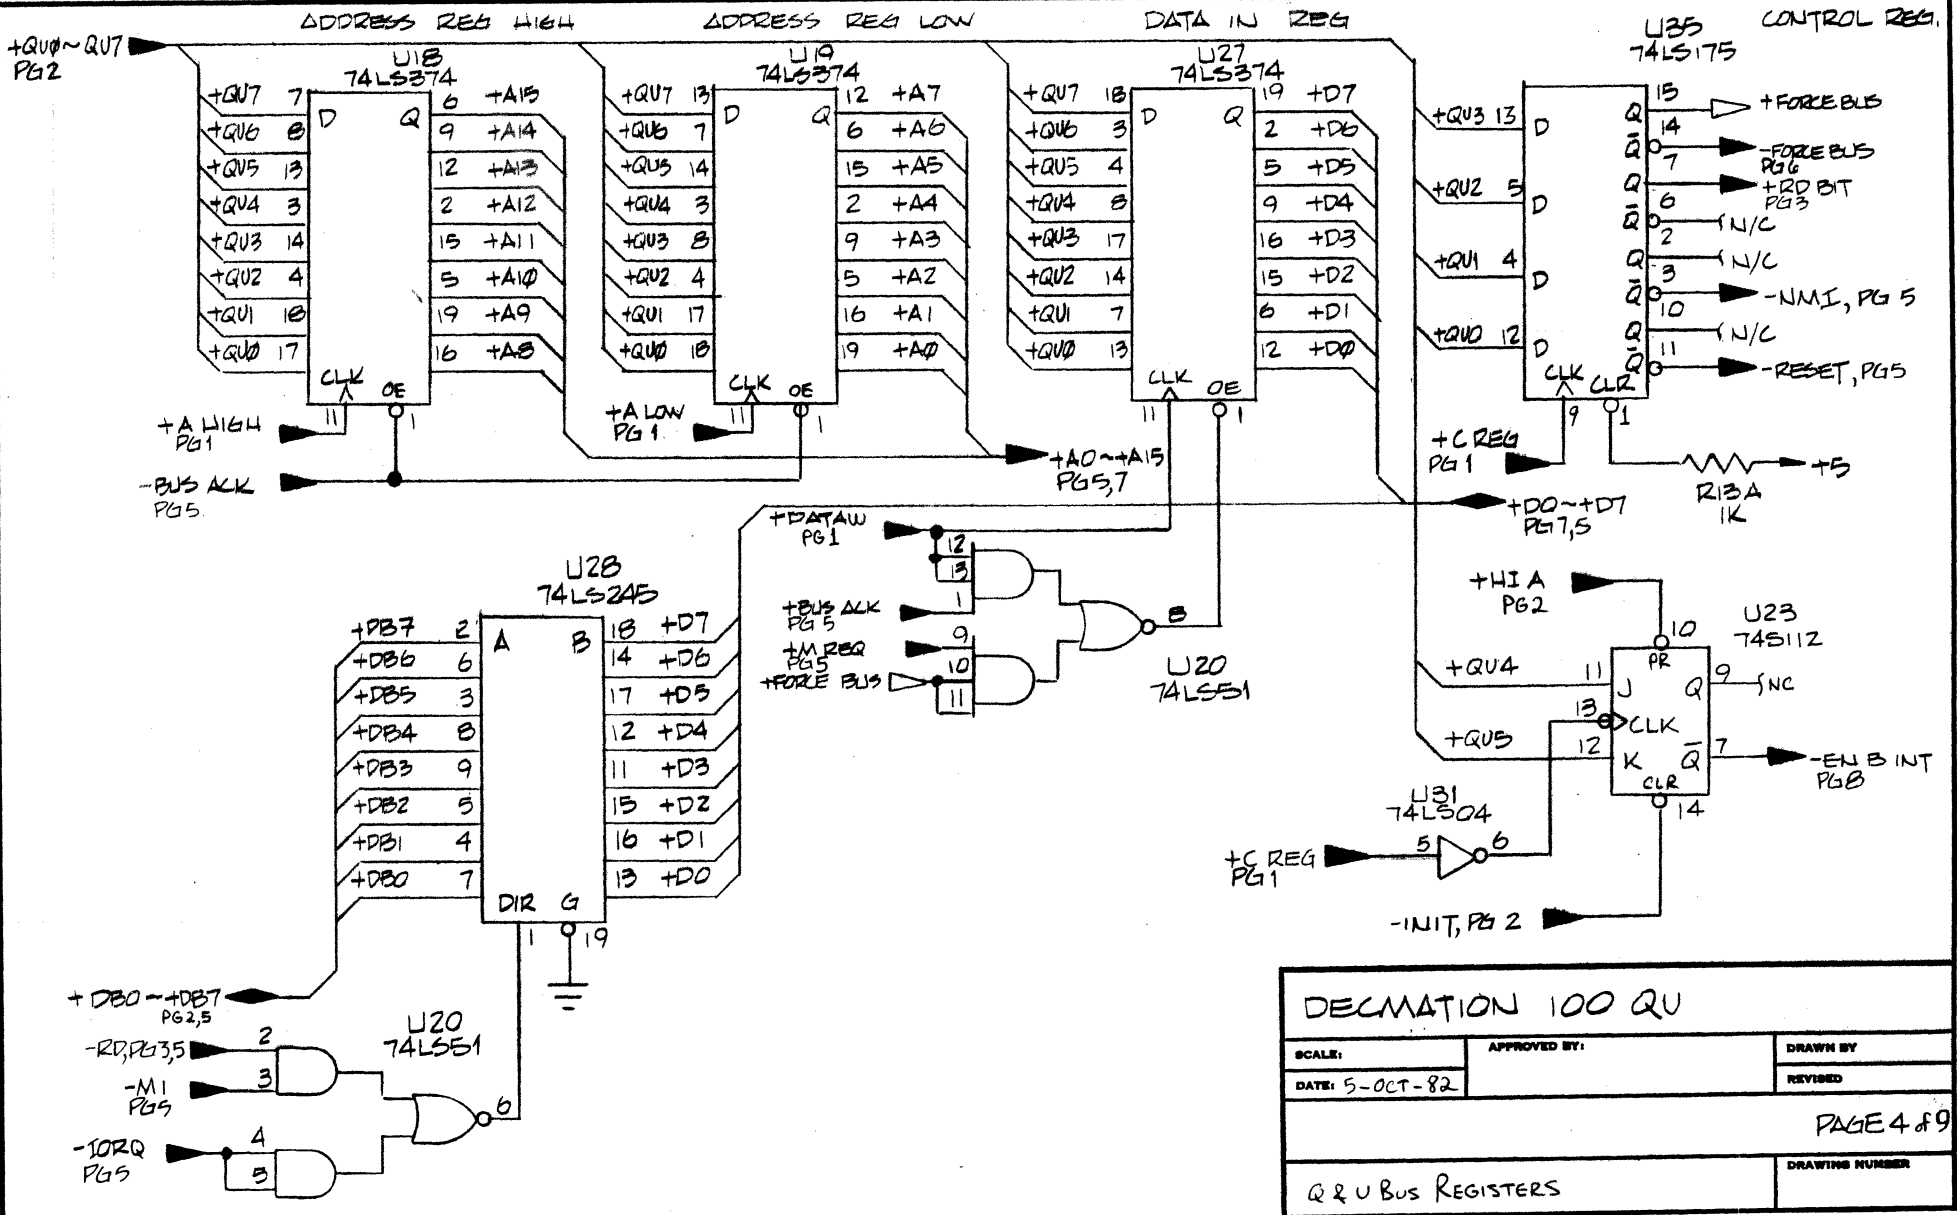 ADDRESS REG HIGH
ADDRESS REG LOW
DATA IN REG
CONTROL REG.
+QUØ~QU7
PG2
U18
74LS374
+QU7 7
+QU6 8
+QU5 13
+QU4 3
+QU3 14
+QU2 4
+QU1 18
+QUØ 17
D
Q
6 +A15
9 +A14
12 +A13
2 +A12
15 +A11
5 +A1Ø
19 +A9
16 +A8
CLK
OE
11
1
+A HIGH
PG1
-BUS ACK
PG5
U19
74LS374
+QU7 13
+QU6 7
+QU5 14
+QU4 3
+QU3 8
+QU2 4
+QU1 17
+QUØ 18
D
Q
12 +A7
6 +A6
15 +A5
2 +A4
9 +A3
5 +A2
16 +A1
19 +AØ
CLK
OE
11
1
+A LOW
PG1
+A0~+A15
PG5,7
U27
74LS374
+QU7 18
+QU6 3
+QU5 4
+QU4 8
+QU3 17
+QU2 14
+QU1 7
+QUØ 13
D
Q
19 +D7
2 +D6
5 +D5
9 +D4
16 +D3
15 +D2
6 +D1
12 +DØ
CLK
OE
11
1
+D0~+D7
PG7,5
U35
74LS175
+QU3 13
+QU2 5
+QU1 4
+QU0 12
D
D
D
D
Q
Q̅
Q
Q̅
Q
Q̅
Q
Q̅
15 +FORCE BUS
14 -FORCE BUS
PG6
7 +RD BIT
PG3
6 N/C
2 N/C
3 -NMI, PG 5
10 N/C
11 -RESET, PG5
CLK
CLR
9
1
+C REG
PG1
R13A
1K
+5
+DATAW
PG1
12
13
1
+BUS ACK
PG5
+M REQ
PG5
9
10
11
+FORCE BUS
8
U20
74LS51
U28
74LS245
+DB7 2
+DB6 6
+DB5 3
+DB4 8
+DB3 9
+DB2 5
+DB1 4
+DB0 7
A
B
18 +D7
14 +D6
17 +D5
12 +D4
11 +D3
15 +D2
16 +D1
13 +D0
DIR
G
1
19
+DB0~+DB7
PG2,5
U20
74LS51
-RD,PG3,5
2
-M1
PG5
3
-IORQ
PG5
4
5
6
+HI A
PG2
U23
74S112
10
PR
+QU4
11
J
Q
9
NC
13
CLK
+QU5
12
K
Q̅
7
-EN B INT
PG8
CLR
14
U31
74LS04
+C REG
PG1
5
6
-INIT, PG 2
DECMATION 100 QU
SCALE:
APPROVED BY:
DRAWN BY
DATE: 5-OCT-82
REVISED
PAGE 4 of 9
Q & U BUS REGISTERS
DRAWING NUMBER